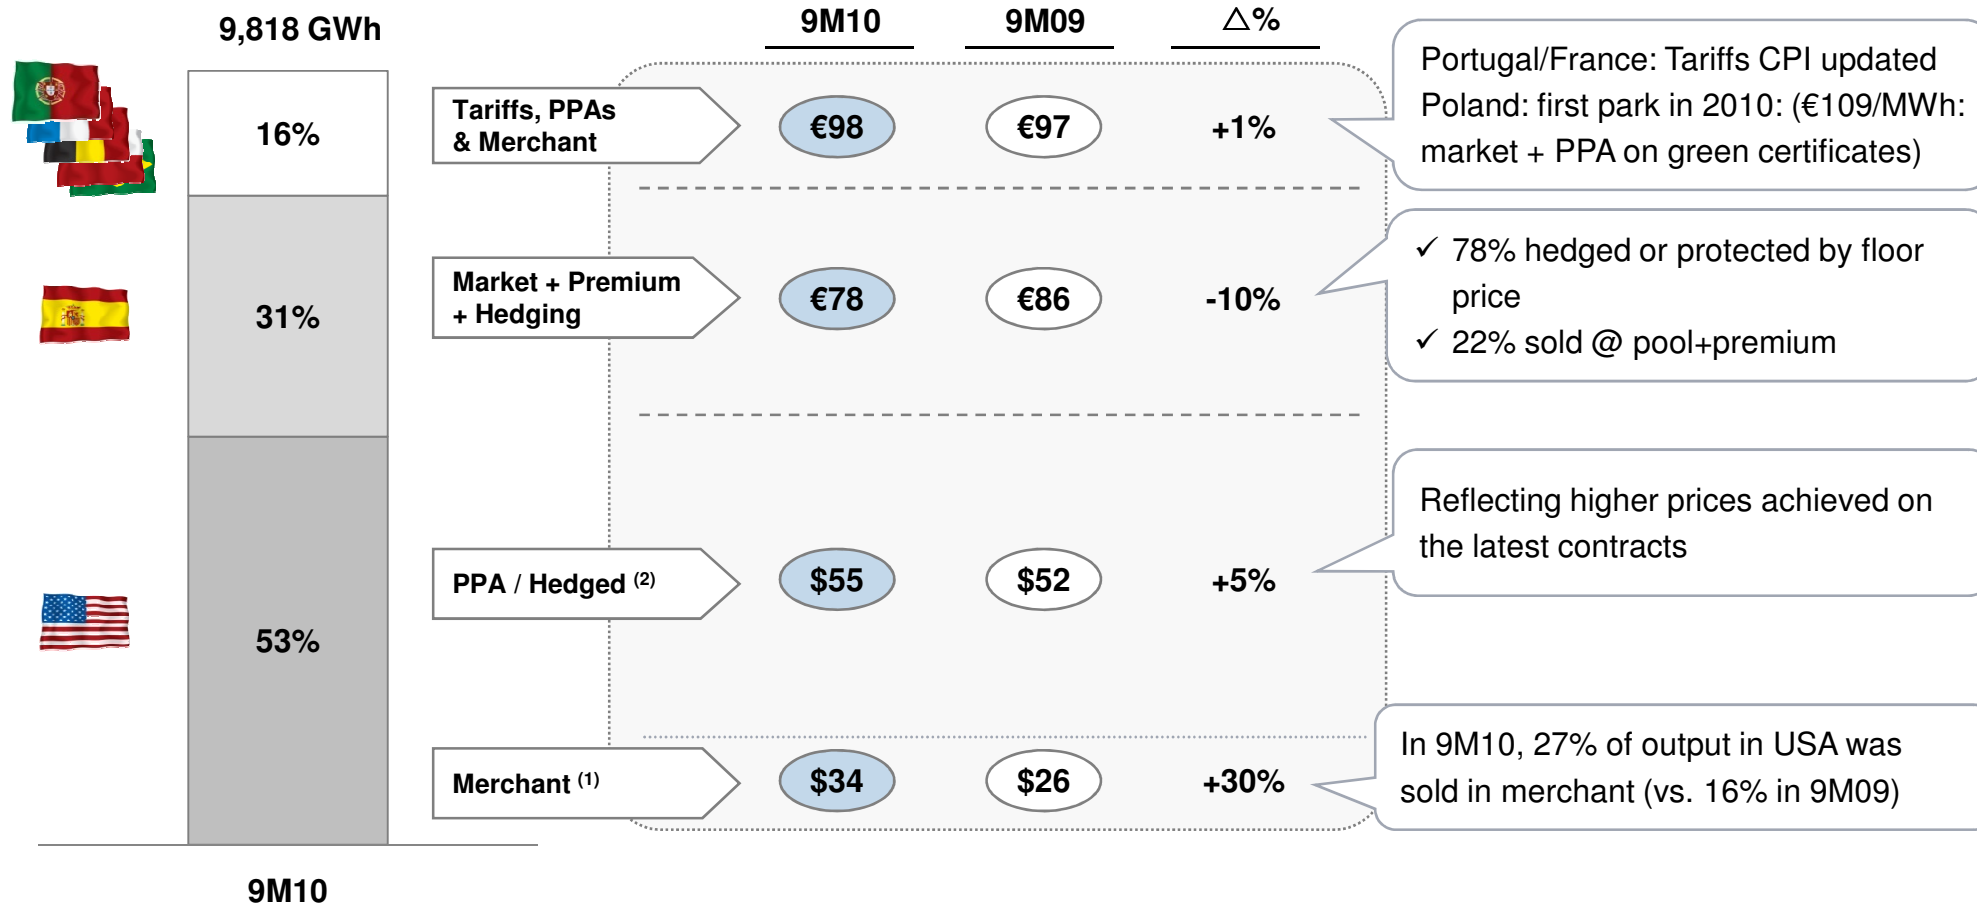 9,818 GWh
9M10
9M09
△%
16%
Tariffs, PPAs
& Merchant
€98
€97
+1%
Portugal/France: Tariffs CPI updated
Poland: first park in 2010: (€109/MWh:
market + PPA on green certificates)
31%
Market + Premium
+ Hedging
€78
€86
-10%
✓ 78% hedged or protected by floor
price
✓ 22% sold @ pool+premium
53%
PPA / Hedged (2)
$55
$52
+5%
Reflecting higher prices achieved on
the latest contracts
Merchant (1)
$34
$26
+30%
In 9M10, 27% of output in USA was
sold in merchant (vs. 16% in 9M09)
9M10